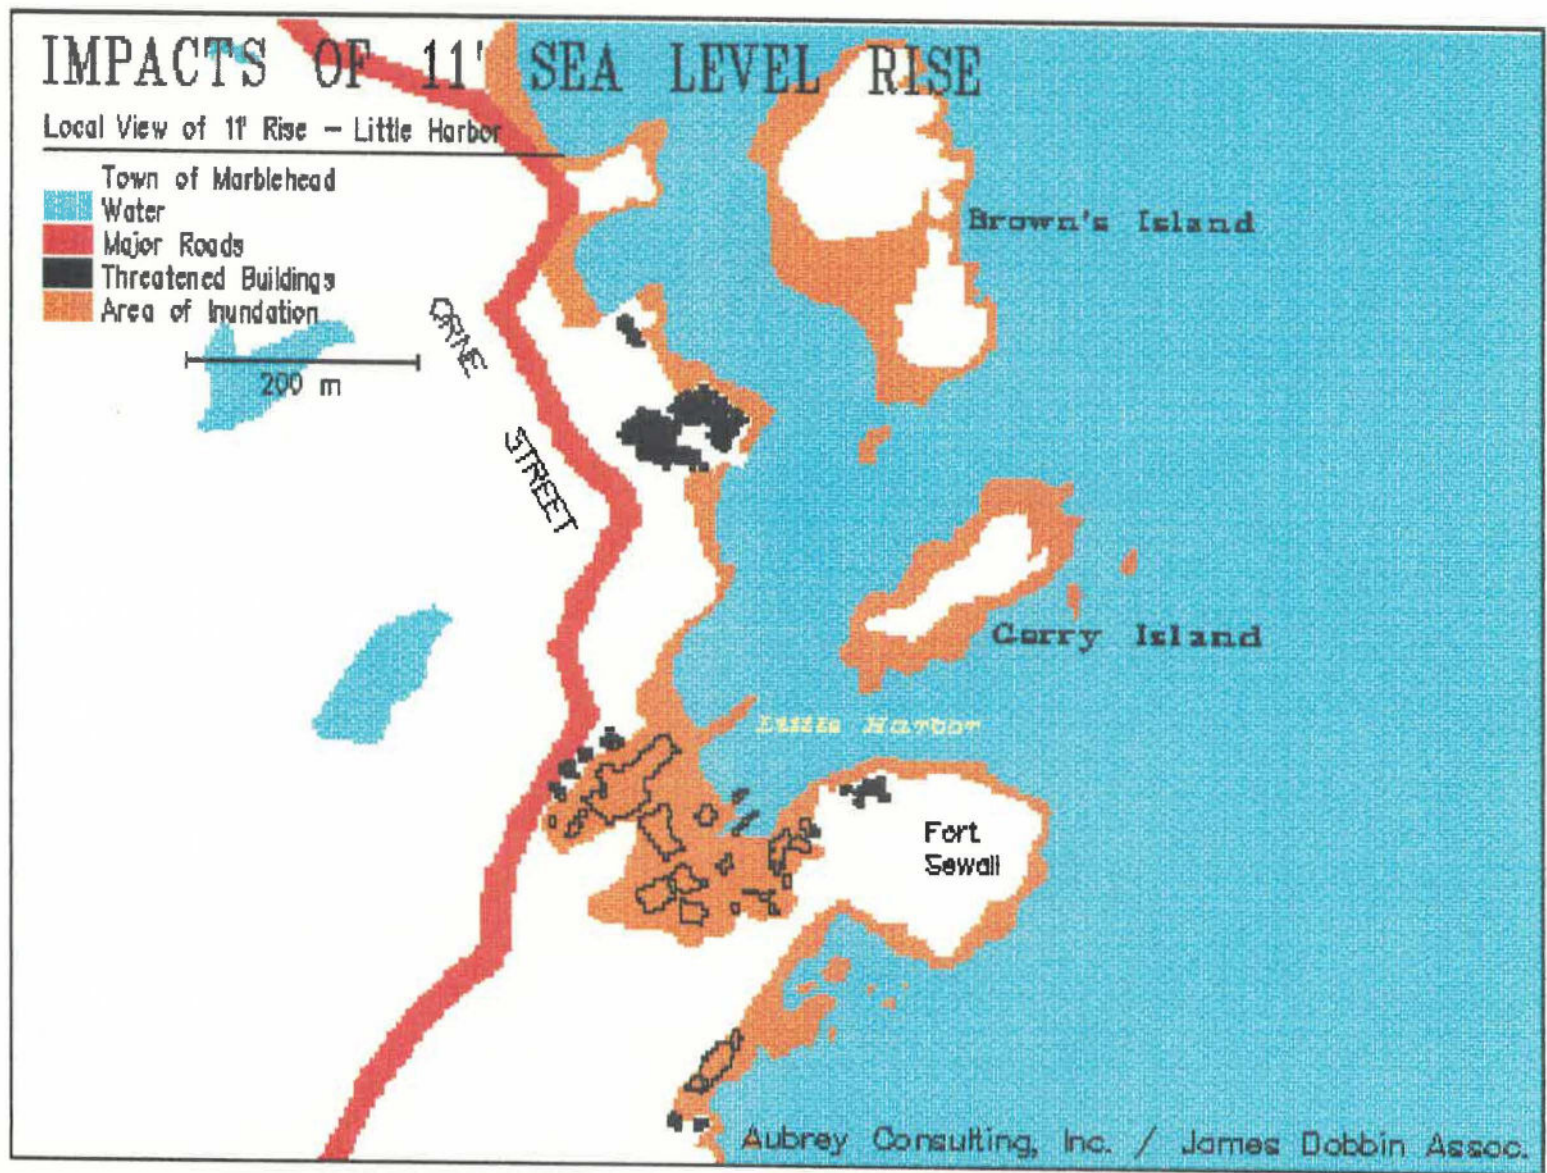 IMPACTS OF 11' SEA LEVEL RISE
Local View of 11' Rise - Little Harbor
Town of Marblehead
Water
Major Roads
Threatened Buildings
Area of Inundation
200 m
ORNE
STREET
Brown's Island
Gerry Island
Little Harbor
Fort
Sewall
Aubrey Consulting, Inc. / James Dobbin Assoc.